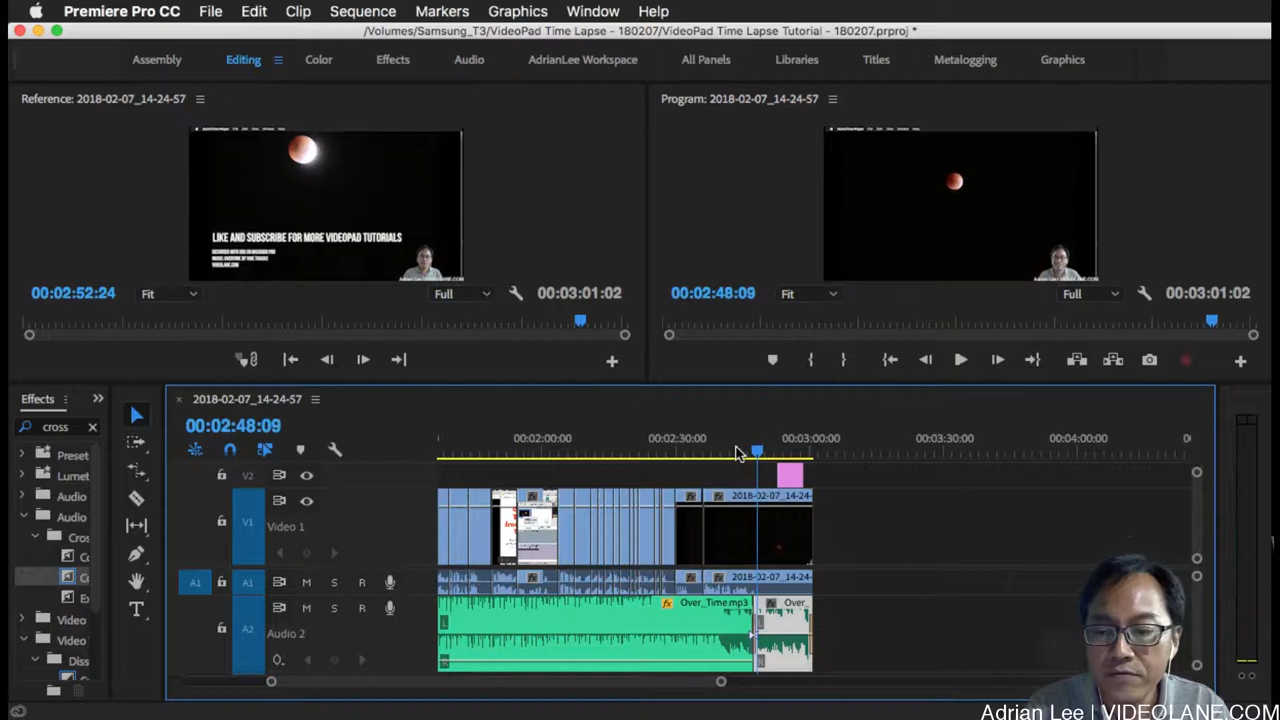 Premiere Pro CC File Edit Clip Sequence Markers Graphics Window Help
/Volumes/Samsung_T3/VideoPad Time Lapse - 180207/VideoPad Time Lapse Tutorial - 180207.prproj *
Assembly Editing Color Effects Audio AdrianLee Workspace All Panels Libraries Titles Metalogging Graphics
Reference: 2018-02-07_14-24-57 Program: 2018-02-07_14-24-57
LIKE AND SUBSCRIBE FOR MORE VIDEOPAD TUTORIALS
VIDEOLANE.COM
00:02:52:24 Fit Full 00:03:01:02 00:02:48:09 Fit Full 00:03:01:02
Effects 2018-02-07_14-24-57
cross 00:02:48:09
00:02:00:00 00:02:30:00 00:03:00:00 00:03:30:00 00:04:00:00 0
Preset V2
Lumet
Audio 2018-02-07_14-24-
Audio V1 Video 1
Cros
A1 A1 M S R 2018-02-07_14-24-
M S R Over_Time.mp3 Over_
Video A2 Audio 2
Video
Diss
Adrian Lee | VIDEOLANE.COM